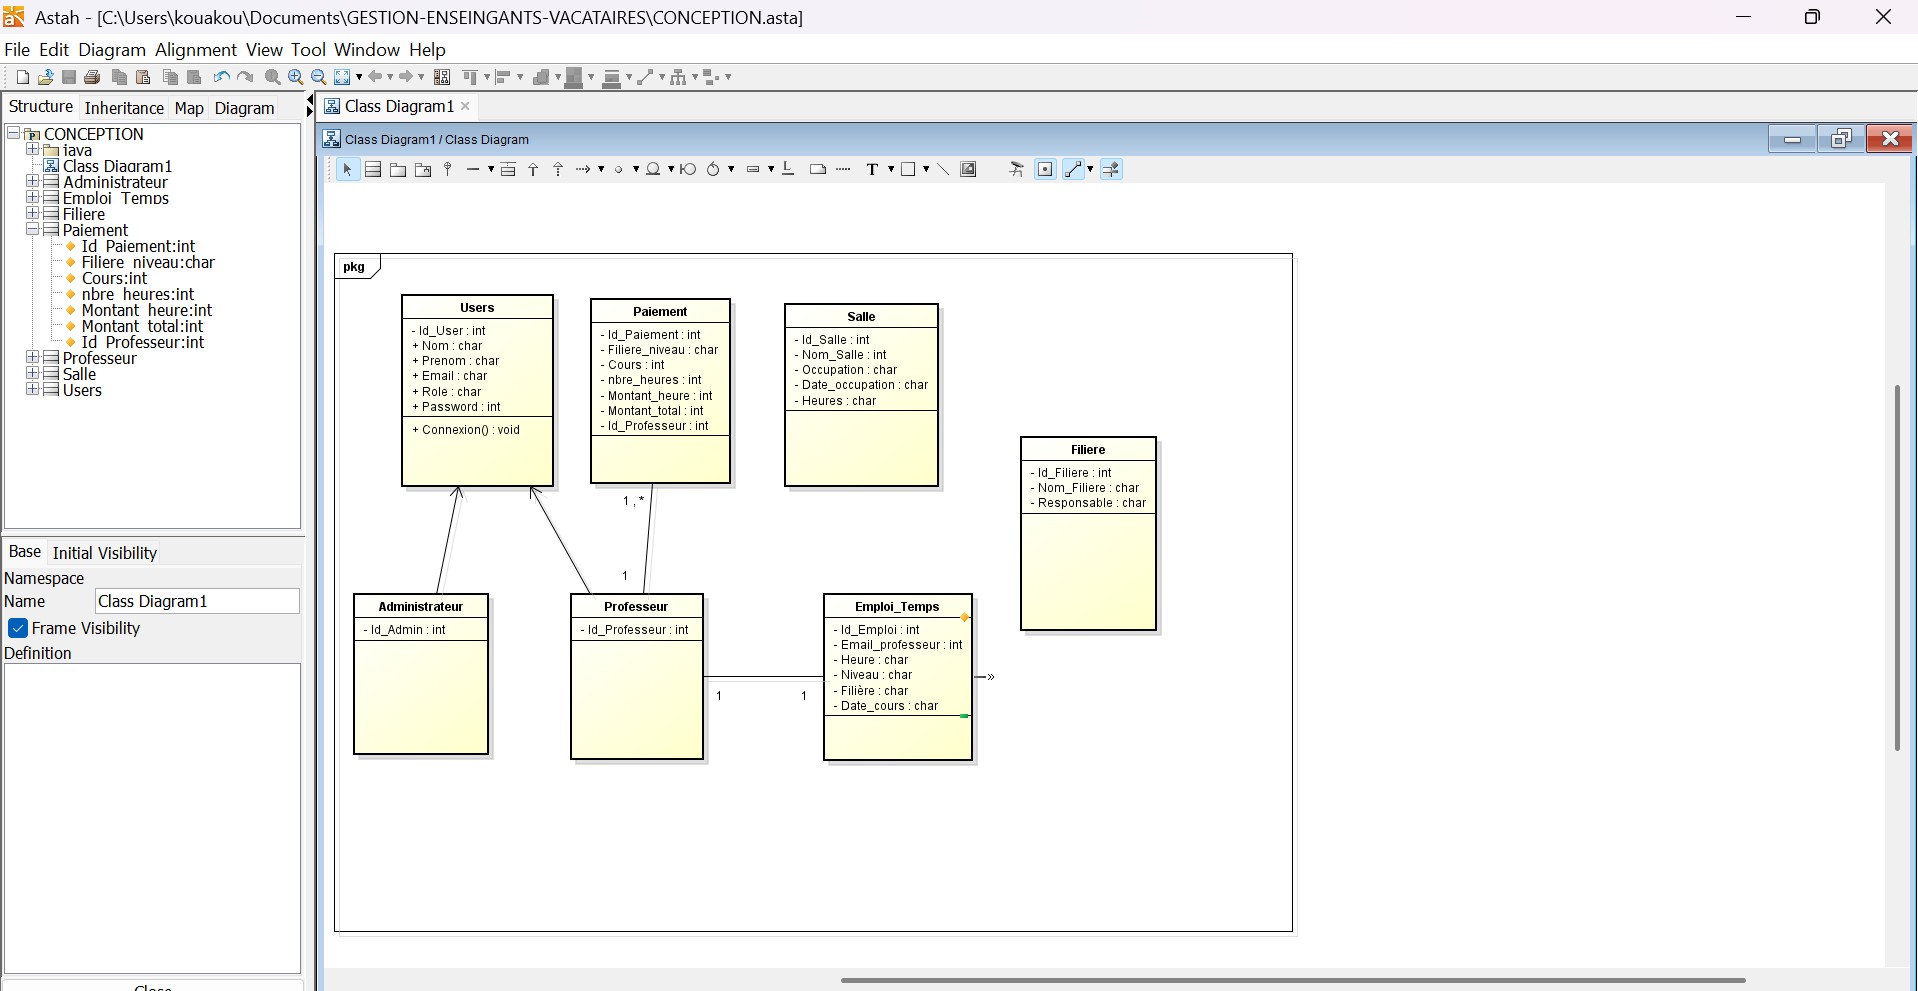 Astah - [C:\Users\kouakou\Documents\GESTION-ENSEINGANTS-VACATAIRES\CONCEPTION.asta]
File Edit Diagram Alignment View Tool Window Help
Structure Inheritance Map Diagram
CONCEPTION
java
Class Diagram1
Administrateur
Emploi_Temps
Filiere
Paiement
Id_Paiement:int
Filiere_niveau:char
Cours:int
nbre_heures:int
Montant_heure:int
Montant_total:int
Id_Professeur:int
Professeur
Salle
Users
Base Initial Visibility
Namespace
Name Class Diagram1
Frame Visibility
Definition
Close
Class Diagram1
Class Diagram1 / Class Diagram
T
pkg
Users
- Id_User : int
+ Nom : char
+ Prenom : char
+ Email : char
+ Role : char
+ Password : int
+ Connexion() : void
Paiement
- Id_Paiement : int
- Filiere_niveau : char
- Cours : int
- nbre_heures : int
- Montant_heure : int
- Montant_total : int
- Id_Professeur : int
Salle
- Id_Salle : int
- Nom_Salle : int
- Occupation : char
- Date_occupation : char
- Heures : char
Filiere
- Id_Filiere : int
- Nom_Filiere : char
- Responsable : char
1 ,*
1
Administrateur
- Id_Admin : int
Professeur
- Id_Professeur : int
1 1
Emploi_Temps
- Id_Emploi : int
- Email_professeur : int
- Heure : char
- Niveau : char
- Filière : char
- Date_cours : char